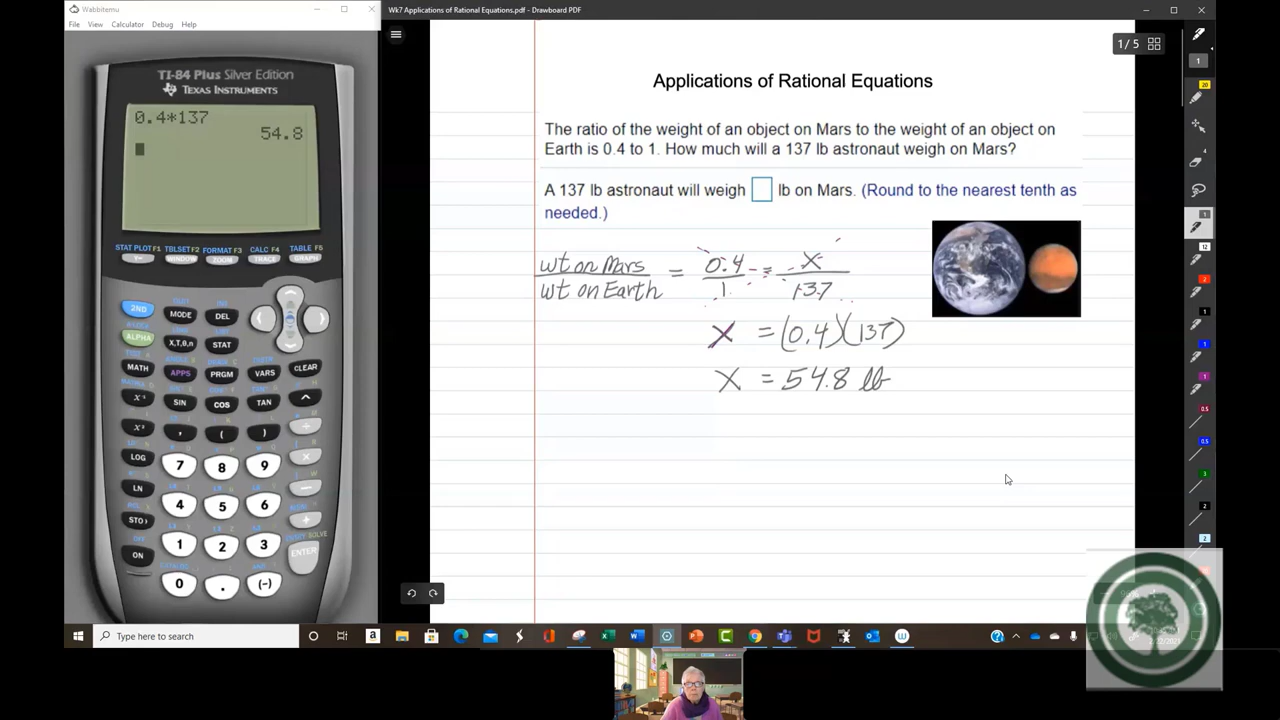 Wabbitemu
File View Calculator Debug Help
TI-84 Plus Silver Edition
TEXAS INSTRUMENTS
0.4*137
54.8
STAT PLOT F1 TBLSET F2 FORMAT F3 CALC F4 TABLE F5
Y= WINDOW ZOOM TRACE GRAPH
2ND MODE DEL
ALPHA X,T,θ,n STAT
MATH APPS PRGM VARS CLEAR
SIN COS TAN ^
x² , ( ) ÷
LOG 7 8 9 ×
LN 4 5 6 −
STO› 1 2 3 +
ON 0 . (-) ENTER
Wk7 Applications of Rational Equations.pdf - Drawboard PDF
1/5
Applications of Rational Equations
The ratio of the weight of an object on Mars to the weight of an object on
Earth is 0.4 to 1. How much will a 137 lb astronaut weigh on Mars?
A 137 lb astronaut will weigh lb on Mars. (Round to the nearest tenth as
needed.)
wt on Mars / wt on Earth = 0.4 / 1 = X / 137
X = (0.4)(137)
X = 54.8 lb
Type here to search